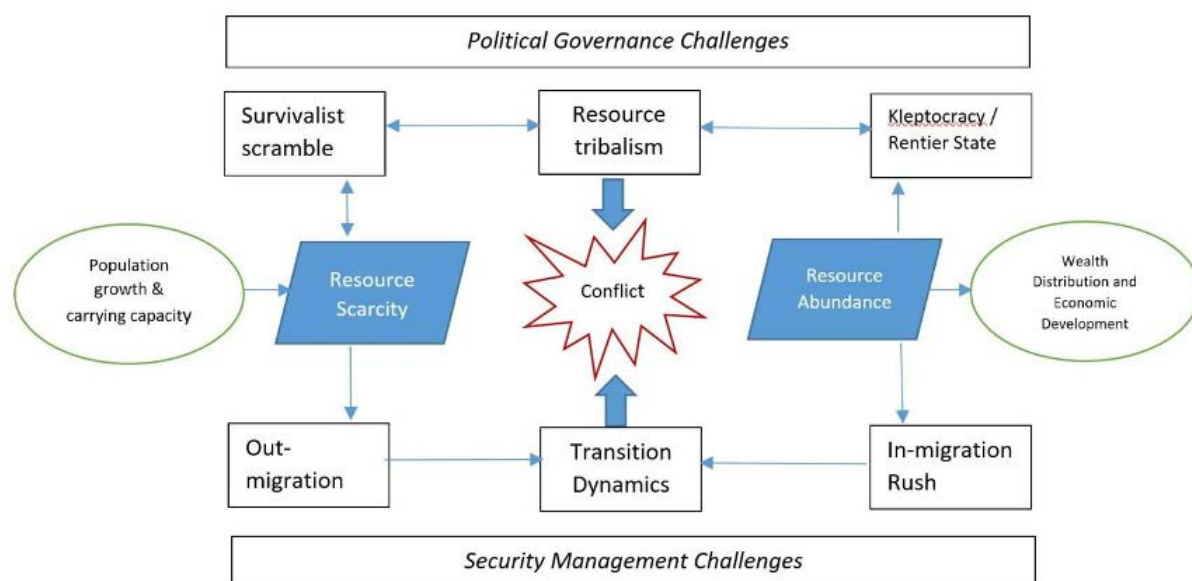 Political Governance Challenges
Survivalist
scramble
Resource
tribalism
Kleptocracy /
Rentier State
Population
growth &
carrying capacity
Resource
Scarcity
Conflict
Resource
Abundance
Wealth
Distribution and
Economic
Development
Out-
migration
Transition
Dynamics
In-migration
Rush
Security Management Challenges